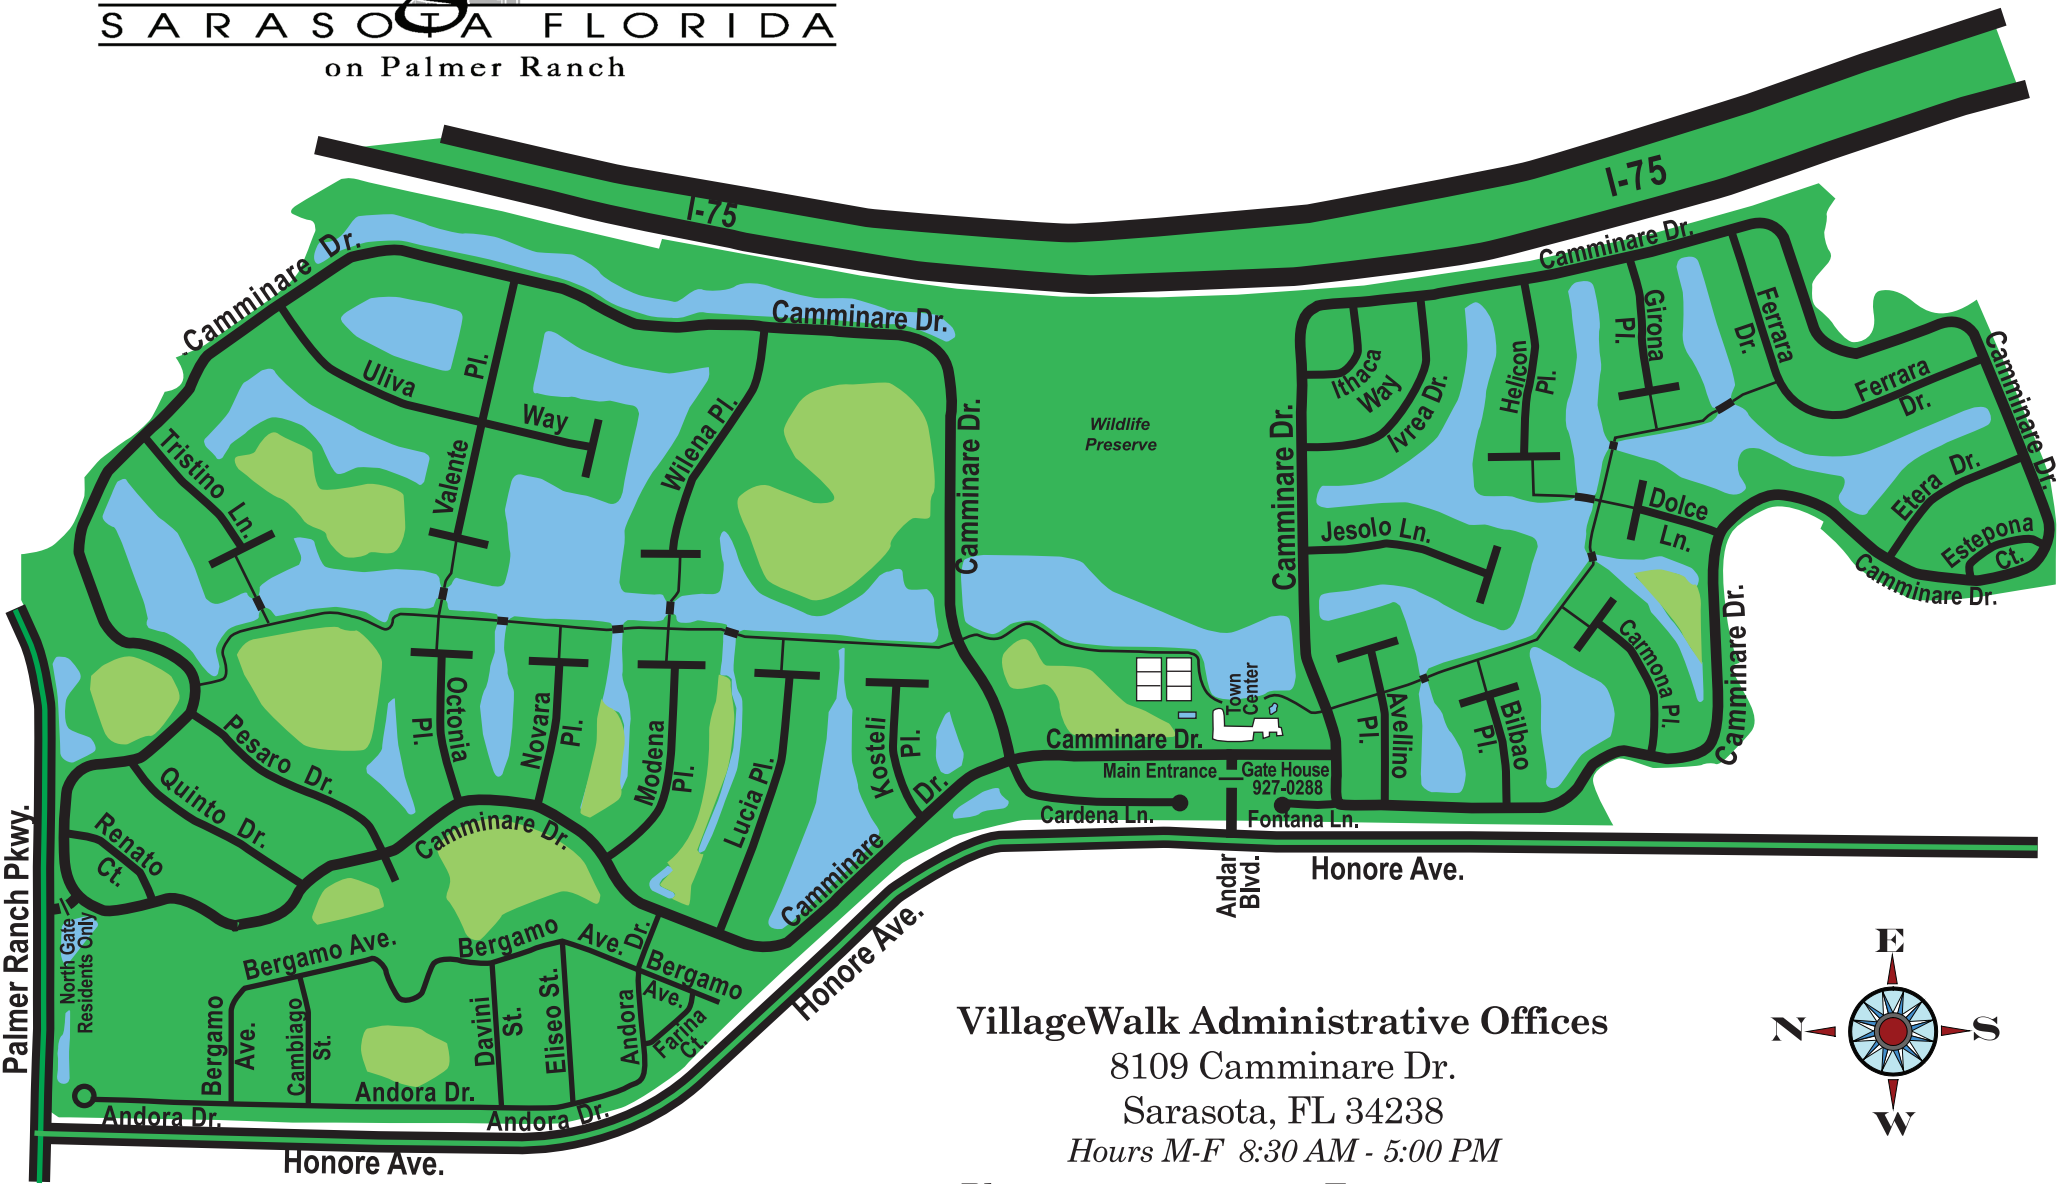 SARASOTA FLORIDA
on Palmer Ranch
I-75
I-75
Camminare Dr.
Camminare Dr.
Camminare Dr.
Uliva
Way
Valente
Pl.
Wilena Pl.
Tristino Ln.
Camminare Dr.
Wildlife
Preserve
Camminare Dr.
Ithaca
Way
Ivrea Dr.
Helicon
Pl.
Girona
Pl.
Ferrara
Dr.
Ferrara
Dr.
Camminare Dr.
Camminare Dr.
Jesolo Ln.
Dolce
Ln.
Etera Dr.
Estepona
Ct.
Camminare Dr.
Carmona Pl.
Camminare Dr.
Avellino
Pl.
Bilbao
Pl.
Town
Center
Camminare Dr.
Main Entrance
Gate House
927-0288
Cardena Ln.
Fontana Ln.
Andar
Blvd.
Honore Ave.
Octonia
Pl.
Novara
Pl.
Modena
Pl.
Lucia Pl.
Kosteli
Pl.
Camminare Dr.
Pesaro Dr.
Quinto Dr.
Renato
Ct.
Camminare Dr.
Palmer Ranch Pkwy.
North Gate
Residents Only
Bergamo Ave.
Bergamo Ave.
Bergamo
Ave.
Bergamo
Ave.
Cambiago
St.
Davini
St.
Eliseo St.
Andora
Dr.
Farina
Ct.
Andora Dr.
Andora Dr.
Andora Dr.
Honore Ave.
Honore Ave.
VillageWalk Administrative Offices
8109 Camminare Dr.
Sarasota, FL 34238
Hours M-F 8:30 AM - 5:00 PM
E
N
S
W